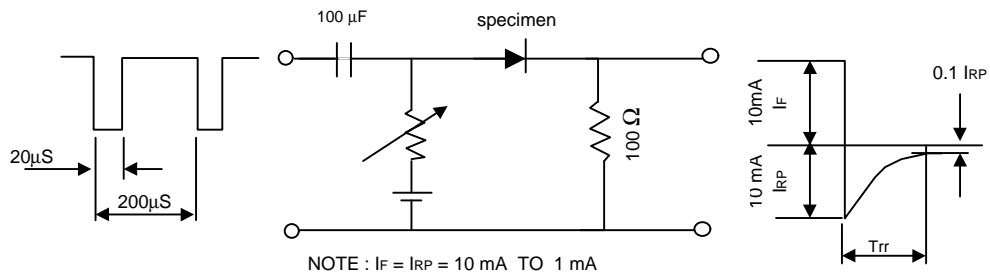 100 µF
specimen
20µS
200µS
100 Ω
10mA
IF
10 mA
IRP
0.1 IRP
Trr
NOTE : IF = IRP = 10 mA TO 1 mA